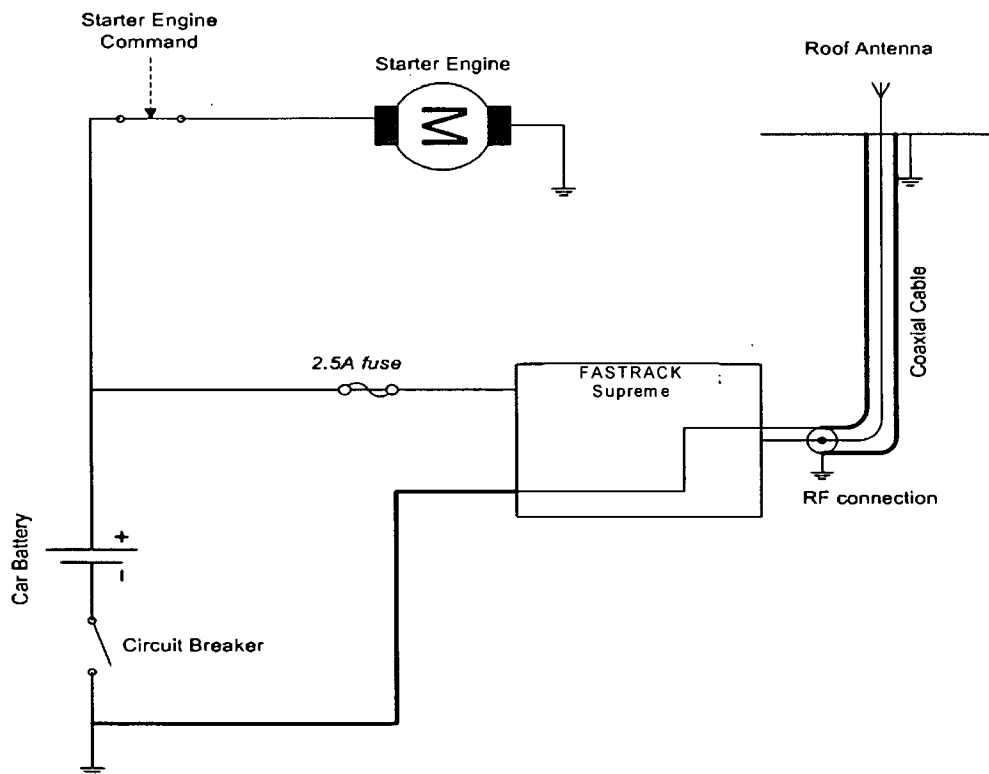 Starter Engine
Command
Starter Engine
M
Roof Antenna
Coaxial Cable
2.5A fuse
FASTRACK
Supreme
RF connection
Car Battery
+
–
Circuit Breaker